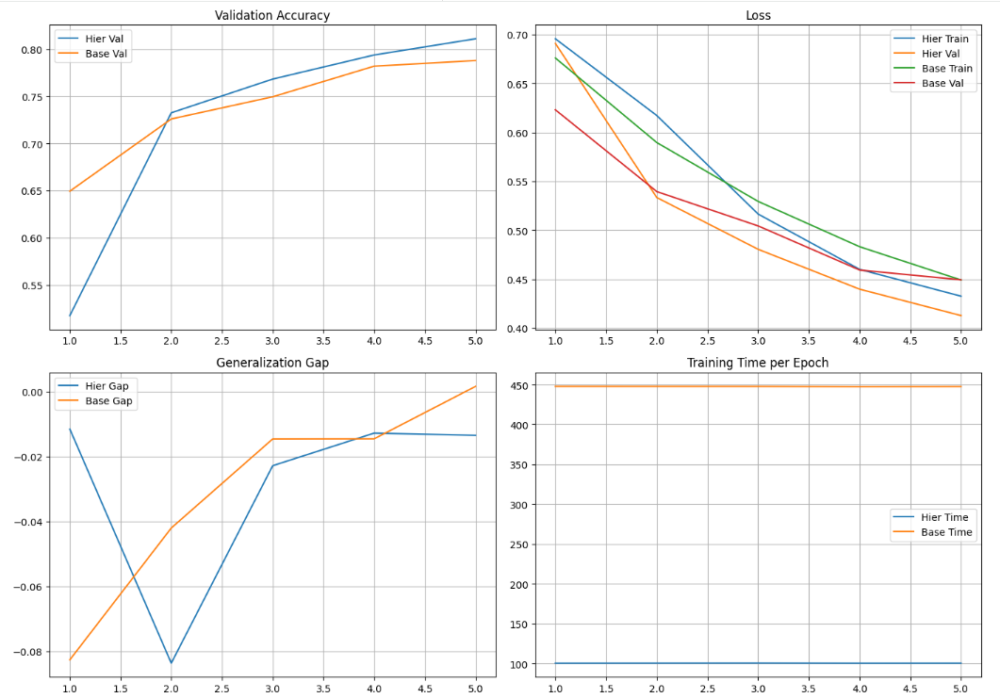 Validation Accuracy
Hier Val
Base Val
0.80
0.75
0.70
0.65
0.60
0.55
1.0 1.5 2.0 2.5 3.0 3.5 4.0 4.5 5.0
Loss
Hier Train
Hier Val
Base Train
Base Val
0.70
0.65
0.60
0.55
0.50
0.45
0.40
1.0 1.5 2.0 2.5 3.0 3.5 4.0 4.5 5.0
Generalization Gap
Hier Gap
Base Gap
0.00
−0.02
−0.04
−0.06
−0.08
1.0 1.5 2.0 2.5 3.0 3.5 4.0 4.5 5.0
Training Time per Epoch
450
400
350
300
250
200
150
100
Hier Time
Base Time
1.0 1.5 2.0 2.5 3.0 3.5 4.0 4.5 5.0